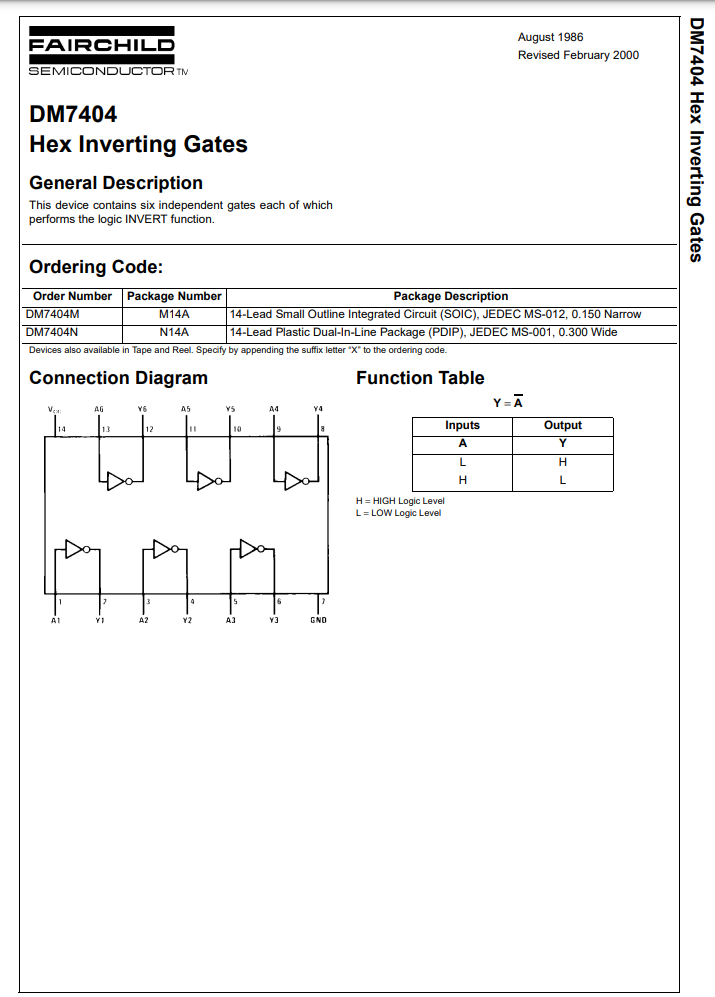 FAIRCHILD
SEMICONDUCTOR TM
August 1986
Revised February 2000
DM7404 Hex Inverting Gates
DM7404
Hex Inverting Gates
General Description
This device contains six independent gates each of which
performs the logic INVERT function.
Ordering Code:
Order Number Package Number Package Description
DM7404M M14A 14-Lead Small Outline Integrated Circuit (SOIC), JEDEC MS-012, 0.150 Narrow
DM7404N N14A 14-Lead Plastic Dual-In-Line Package (PDIP), JEDEC MS-001, 0.300 Wide
Devices also available in Tape and Reel. Specify by appending the suffix letter “X” to the ordering code.
Connection Diagram
VCC A6 Y6 A5 Y5 A4 Y4
14 13 12 11 10 9 8
1 2 3 4 5 6 7
A1 Y1 A2 Y2 A3 Y3 GND
Function Table
Y = A̅
Inputs Output
A Y
L H
H L
H = HIGH Logic Level
L = LOW Logic Level